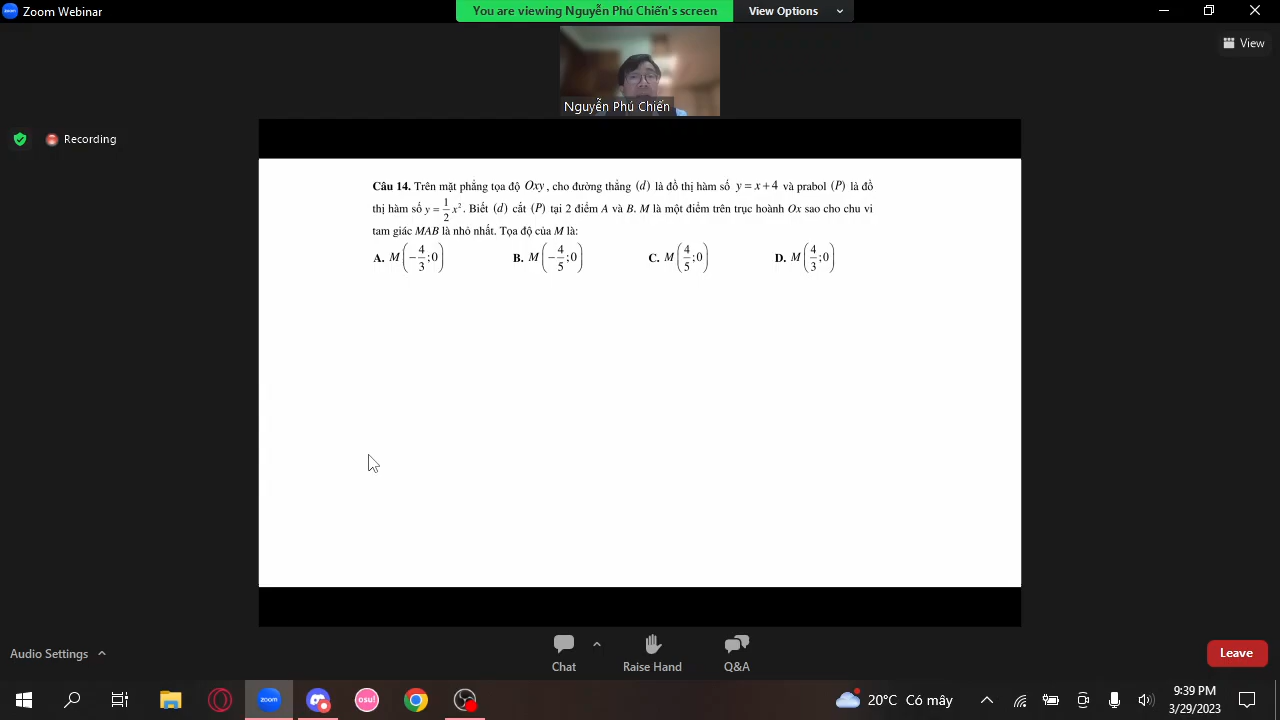 Zoom Webinar
You are viewing Nguyễn Phú Chiến's screen View Options
View
Nguyễn Phú Chiến
Recording
Câu 14. Trên mặt phẳng tọa độ Oxy, cho đường thẳng (d) là đồ thị hàm số y = x + 4 và prabol (P) là đồ
thị hàm số y = 1/2 x². Biết (d) cắt (P) tại 2 điểm A và B. M là một điểm trên trục hoành Ox sao cho chu vi
tam giác MAB là nhỏ nhất. Tọa độ của M là:
A. M(-4/3;0) B. M(-4/5;0) C. M(4/5;0) D. M(4/3;0)
Audio Settings
Chat Raise Hand Q&A
Leave
zoom
osu!
20°C Có mây
9:39 PM
3/29/2023